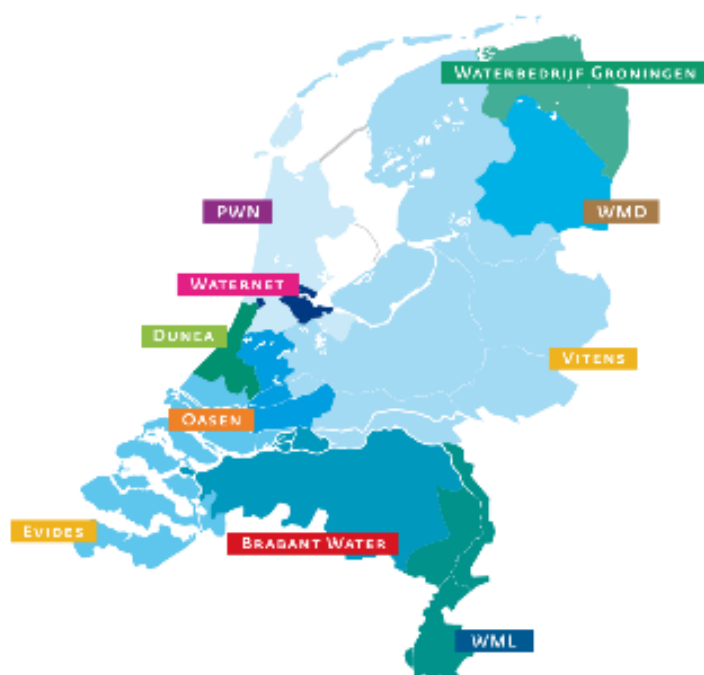 WATERBEDRIJF GRONINGEN
PWN
WMD
WATERNET
DUNEA
VITENS
OASEN
EVIDES
BRABANT WATER
WML